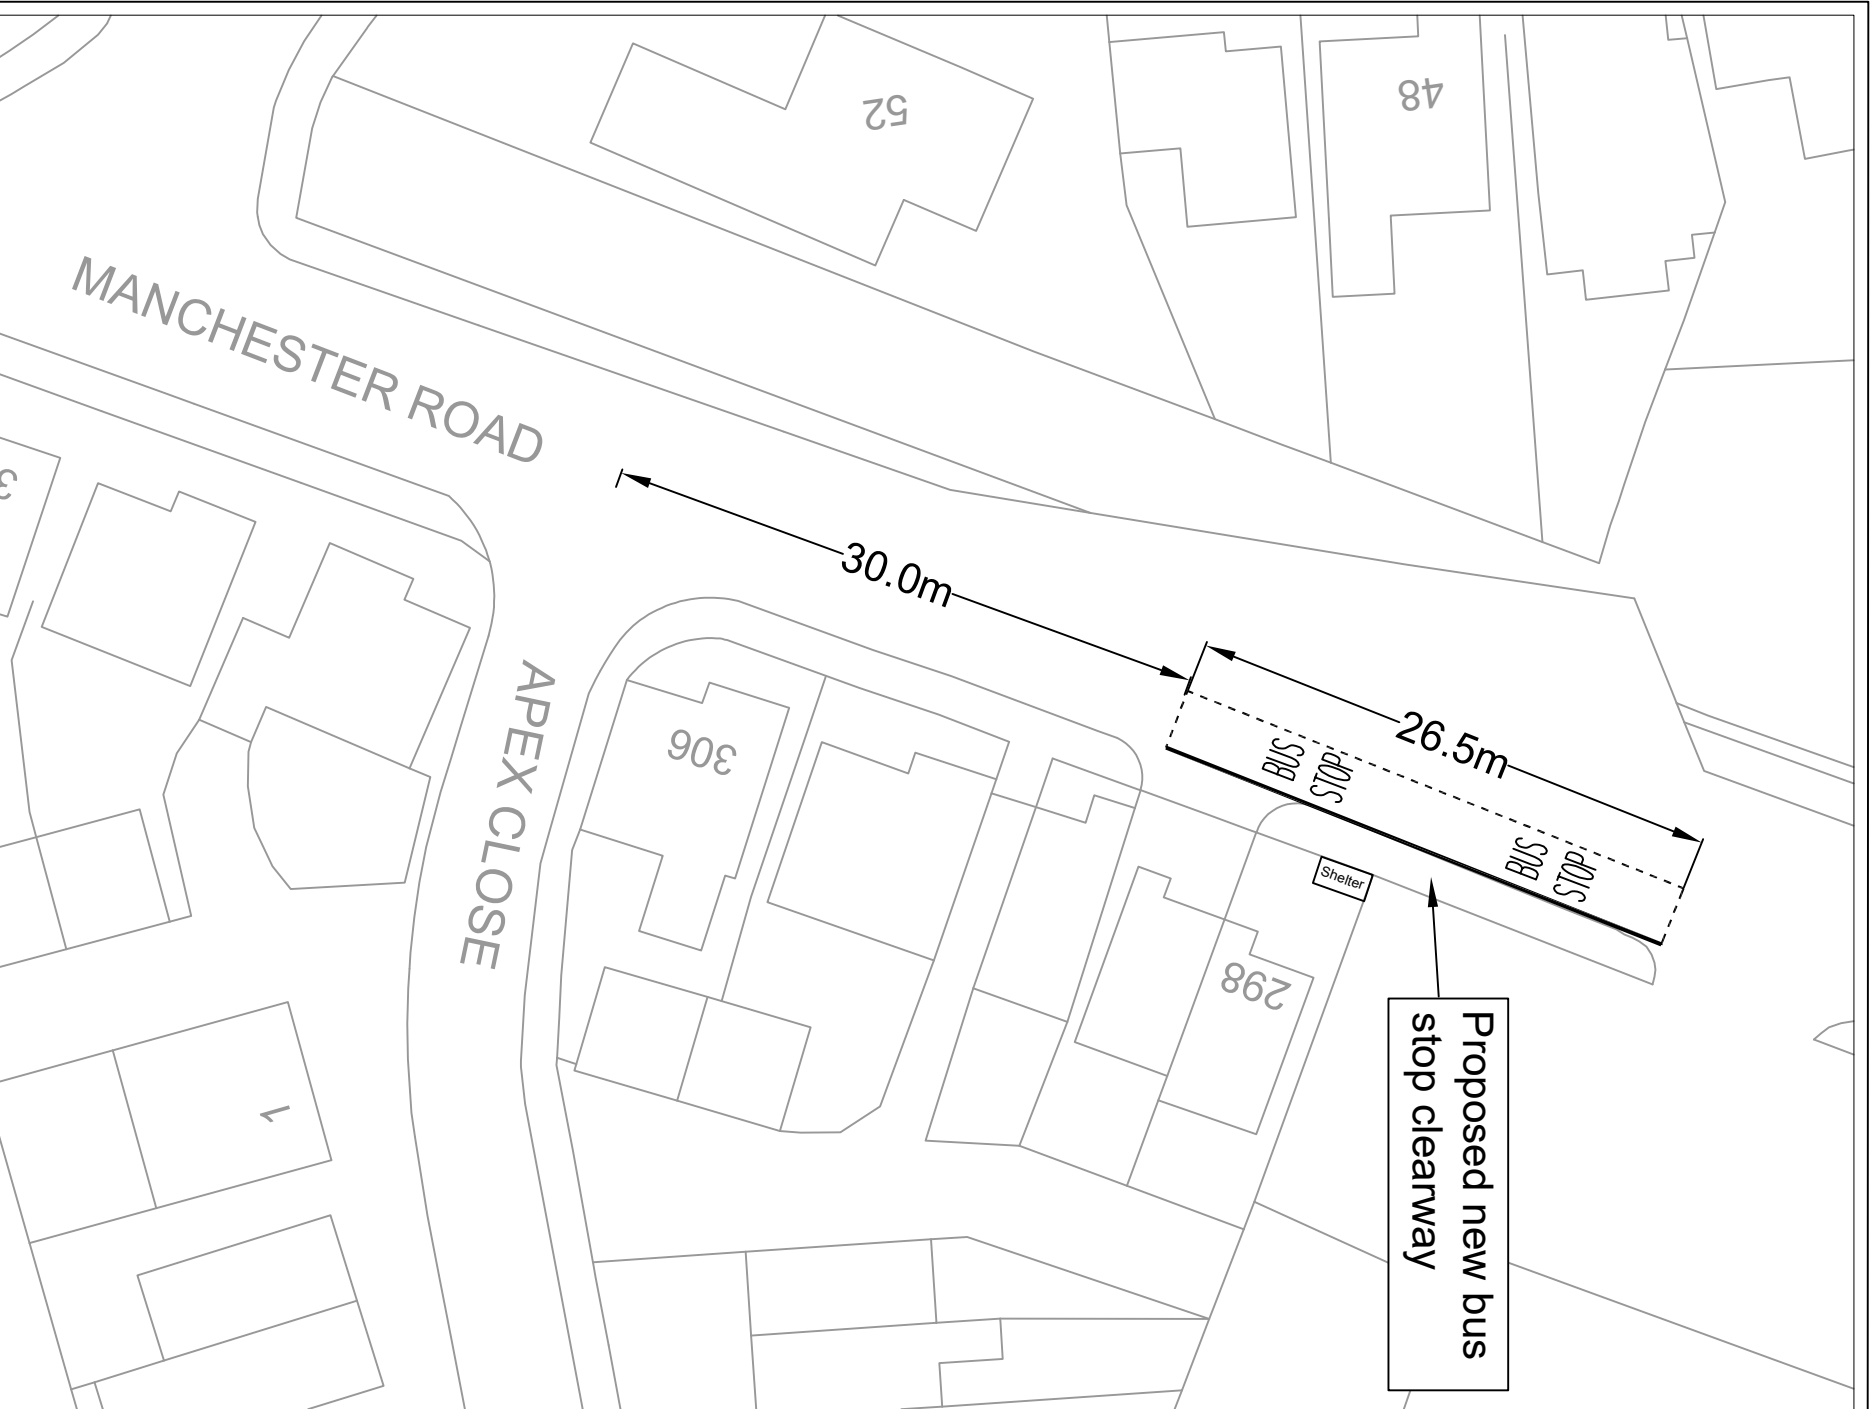 52
48
MANCHESTER ROAD
3
30.0m
26.5m
BUS
STOP
BUS
STOP
306
APEX CLOSE
Shelter
298
Proposed new bus
stop clearway
1